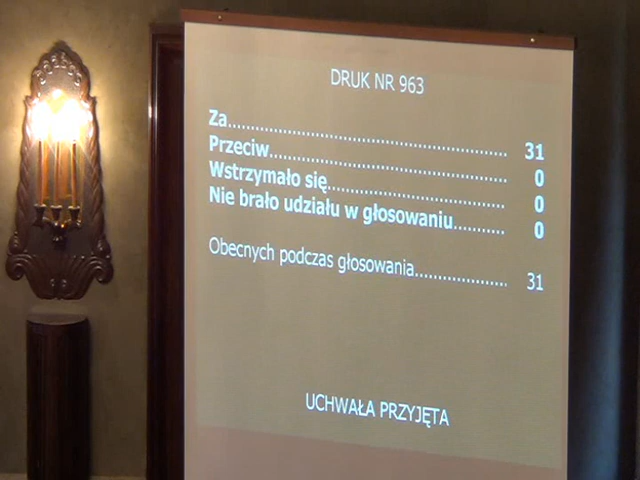 DRUK NR 963
Za.................................................... 31
Przeciw............................................ 0
Wstrzymało się................................. 0
Nie brało udziału w głosowaniu.......... 0
Obecnych podczas głosowania.................. 31
UCHWAŁA PRZYJĘTA